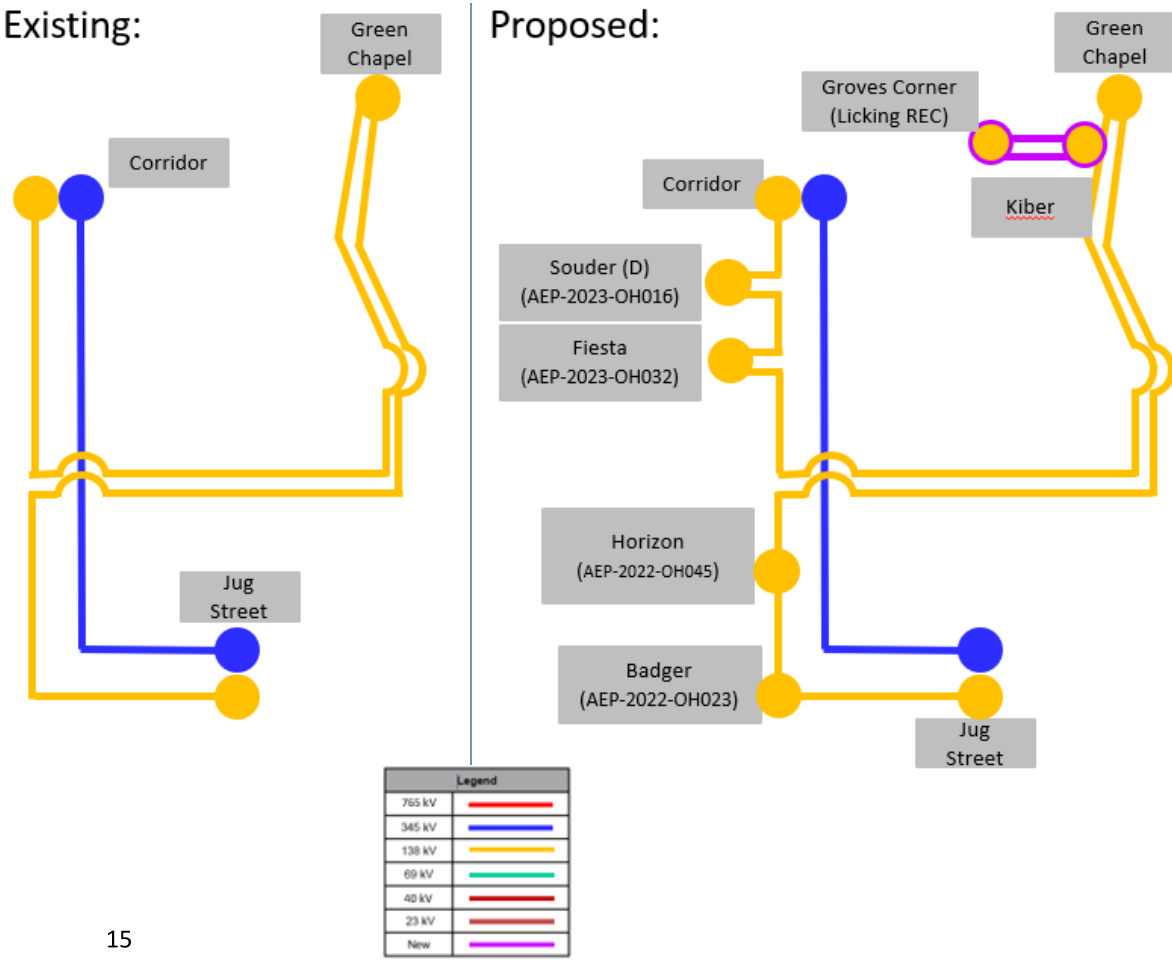 Existing:
Green
Chapel
Corridor
Jug
Street
Proposed:
Green
Chapel
Groves Corner
(Licking REC)
Kiber
Corridor
Souder (D)
(AEP-2023-OH016)
Fiesta
(AEP-2023-OH032)
Horizon
(AEP-2022-OH045)
Badger
(AEP-2022-OH023)
Jug
Street
Legend
765 kV
345 kV
138 kV
69 kV
40 kV
23 kV
New
15